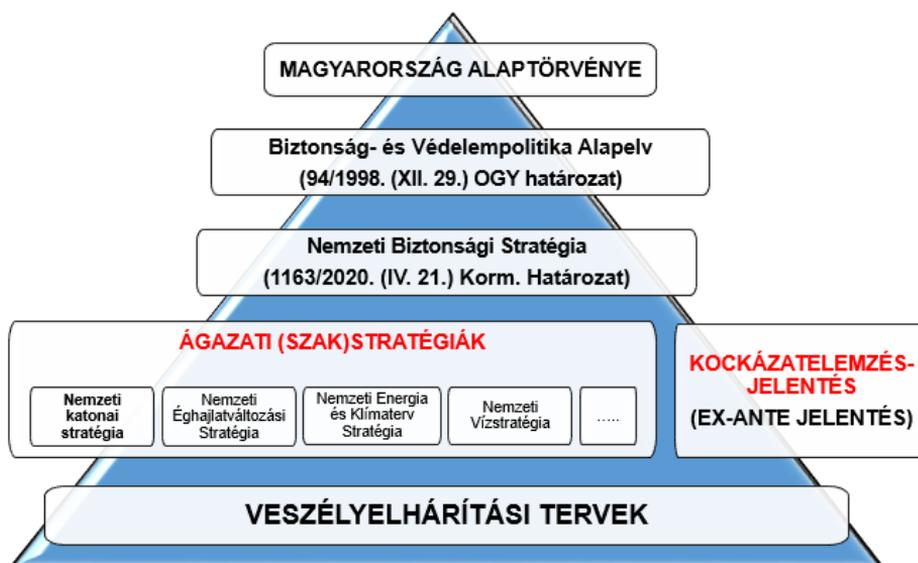 MAGYARORSZÁG ALAPTÖRVÉNYE
Biztonság- és Védelempolitika Alapelv
(94/1998. (XII. 29.) OGY határozat)
Nemzeti Biztonsági Stratégia
(1163/2020. (IV. 21.) Korm. Határozat)
ÁGAZATI (SZAK)STRATÉGIÁK
Nemzeti
katonai
stratégia
Nemzeti
Éghajlatváltozási
Stratégia
Nemzeti Energia
és Klímaterv
Stratégia
Nemzeti
Vízstratégia
.....
KOCKÁZATELEMZÉS-
JELENTÉS
(EX-ANTE JELENTÉS)
VESZÉLYELHÁRÍTÁSI TERVEK